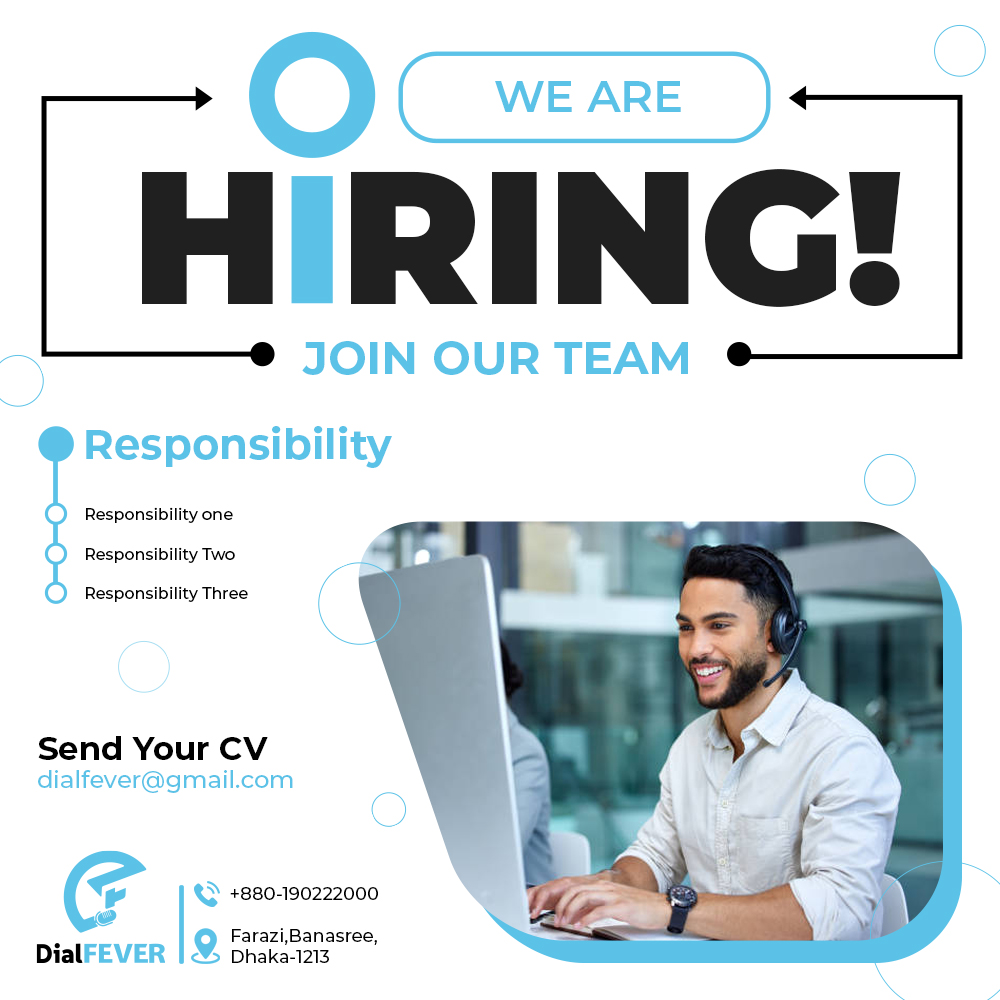 WE ARE
HIRING!
JOIN OUR TEAM
Responsibility
Responsibility one
Responsibility Two
Responsibility Three
Send Your CV
dialfever@gmail.com
DialFEVER
+880-190222000
Farazi,Banasree,
Dhaka-1213